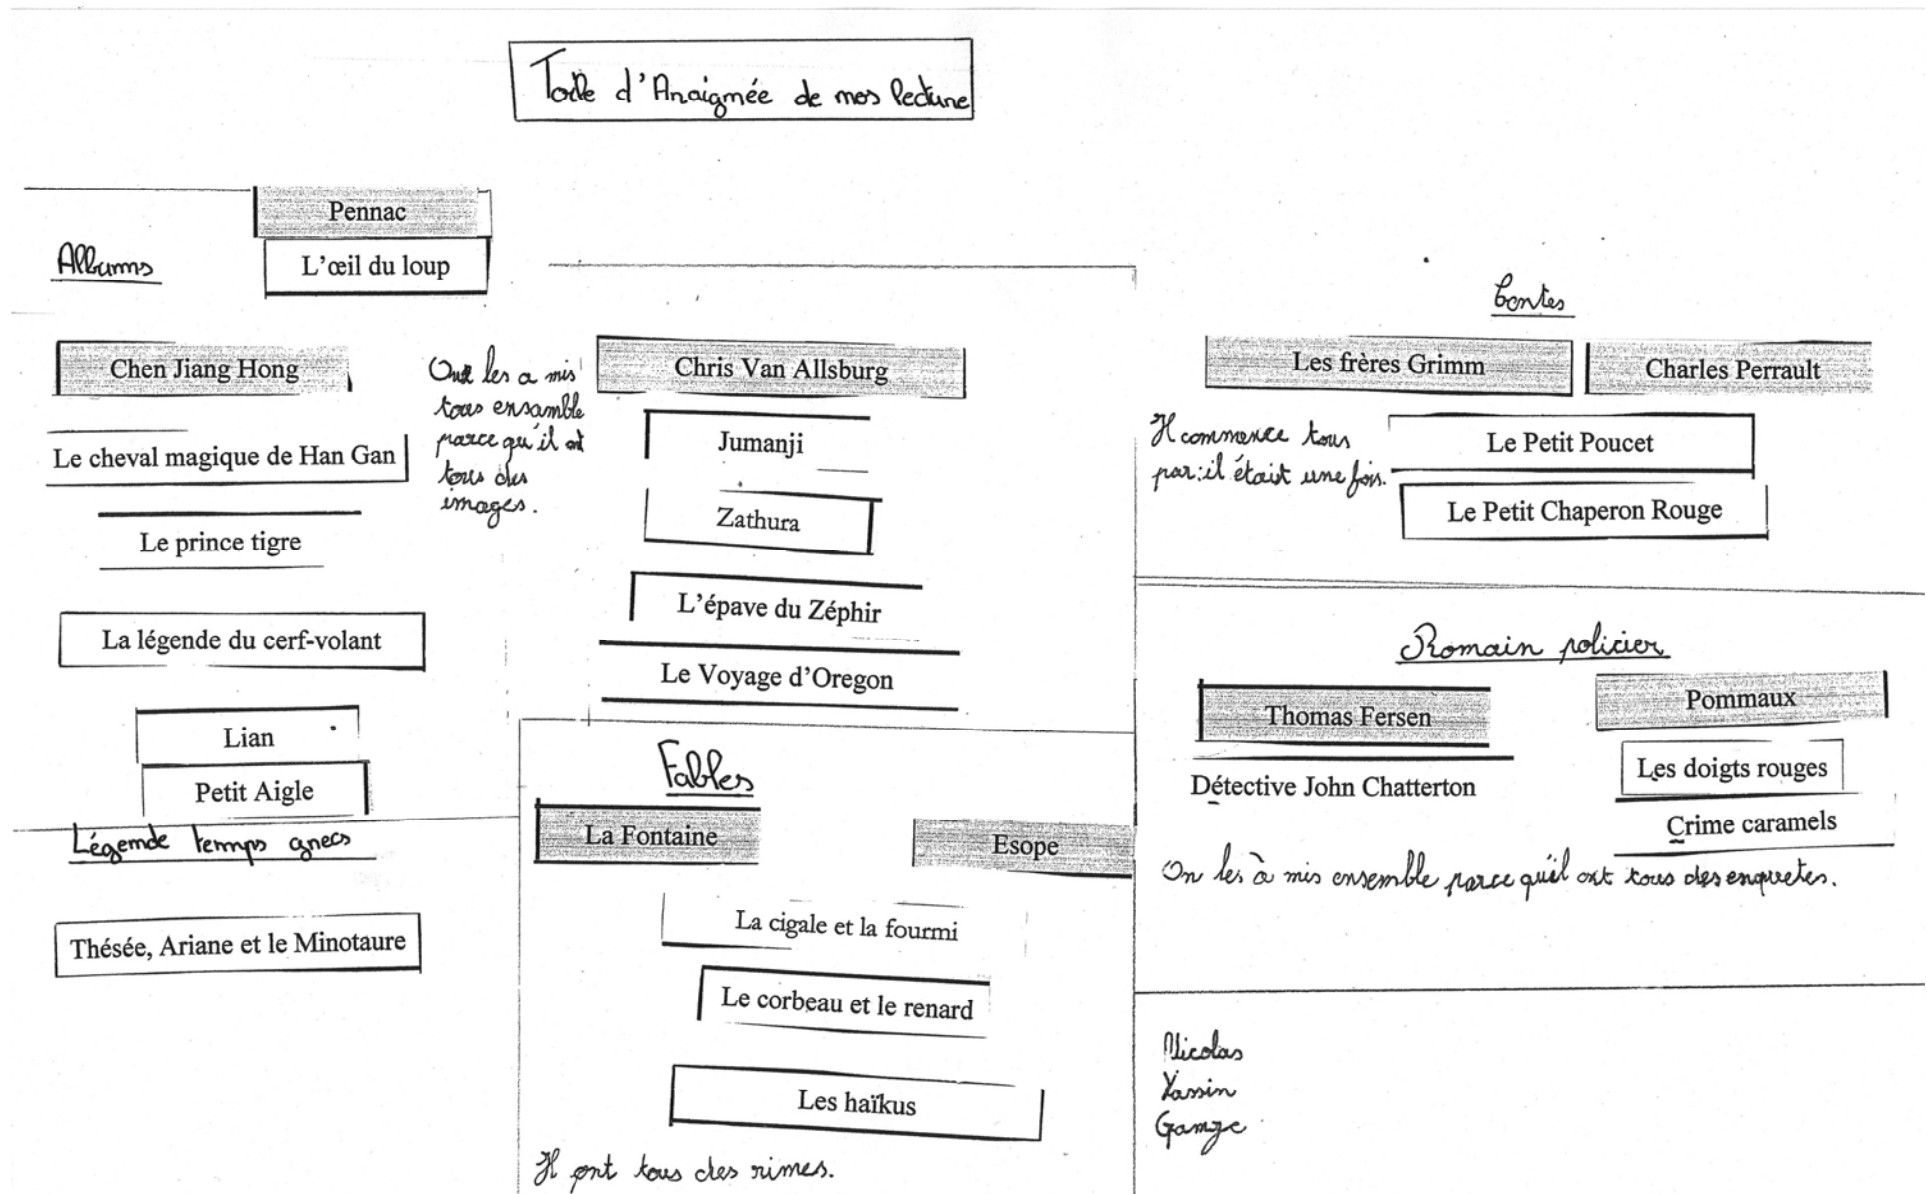 Toile d'Araignée de mes lecture
Pennac
Albums
L'œil du loup
Chen Jiang Hong
Le cheval magique de Han Gan
Le prince tigre
La légende du cerf-volant
Lian
Petit Aigle
les a mis
tous ensamble
parce qu'il ont
tous des
images.
Chris Van Allsburg
Jumanji
Zathura
L'épave du Zéphir
Le Voyage d'Oregon
Légende temps grecs
Thésée, Ariane et le Minotaure
Fables
La Fontaine
Esope
La cigale et la fourmi
Le corbeau et le renard
Les haïkus
Il ont tous des rimes.
Contes
Les frères Grimm
Charles Perrault
Il commence tous
par:il était une fois.
Le Petit Poucet
Le Petit Chaperon Rouge
Romain policier
Thomas Fersen
Détective John Chatterton
Pommaux
Les doigts rouges
Crime caramels
On les à mis ensemble parce qu'il ont tous des enquetes.
Nicolas
Yassin